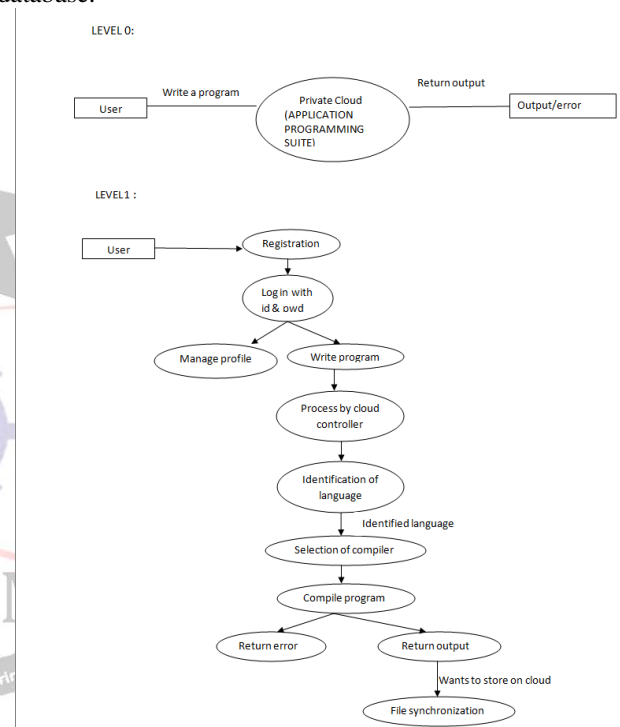 database.
LEVEL 0:
Write a program
Return output
User
Private Cloud
(APPLICATION
PROGRAMMING
SUITE)
Output/error
LEVEL1 :
User
Registration
Log in with
id & pwd
Manage profile
Write program
Process by cloud
controller
Identification of
language
Identified language
Selection of compiler
Compile program
Return error
Return output
Wants to store on cloud
File synchronization